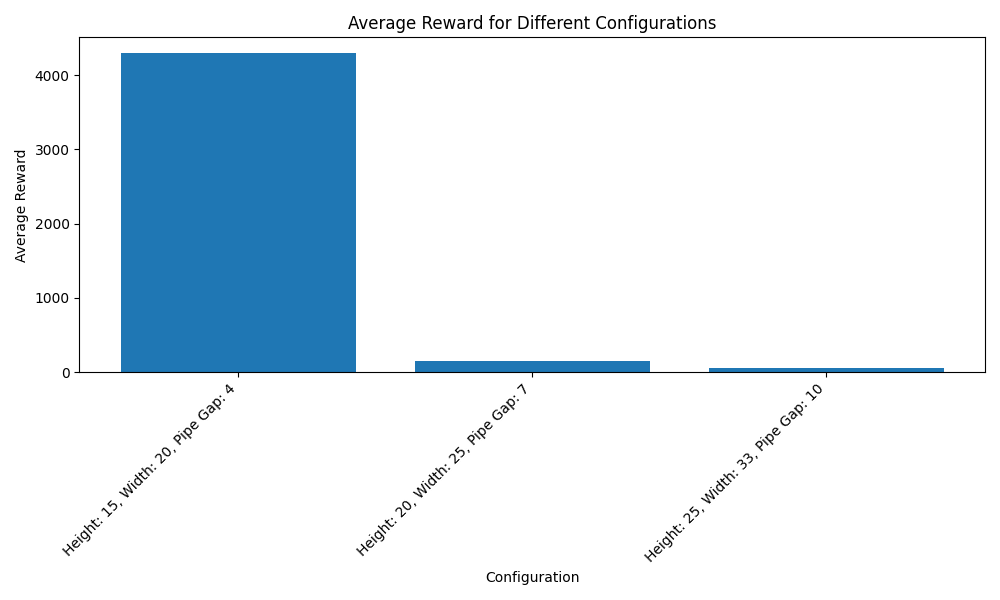 Average Reward for Different Configurations
Average Reward
4000
3000
2000
1000
0
Height: 15, Width: 20, Pipe Gap: 4
Height: 20, Width: 25, Pipe Gap: 7
Height: 25, Width: 33, Pipe Gap: 10
Configuration